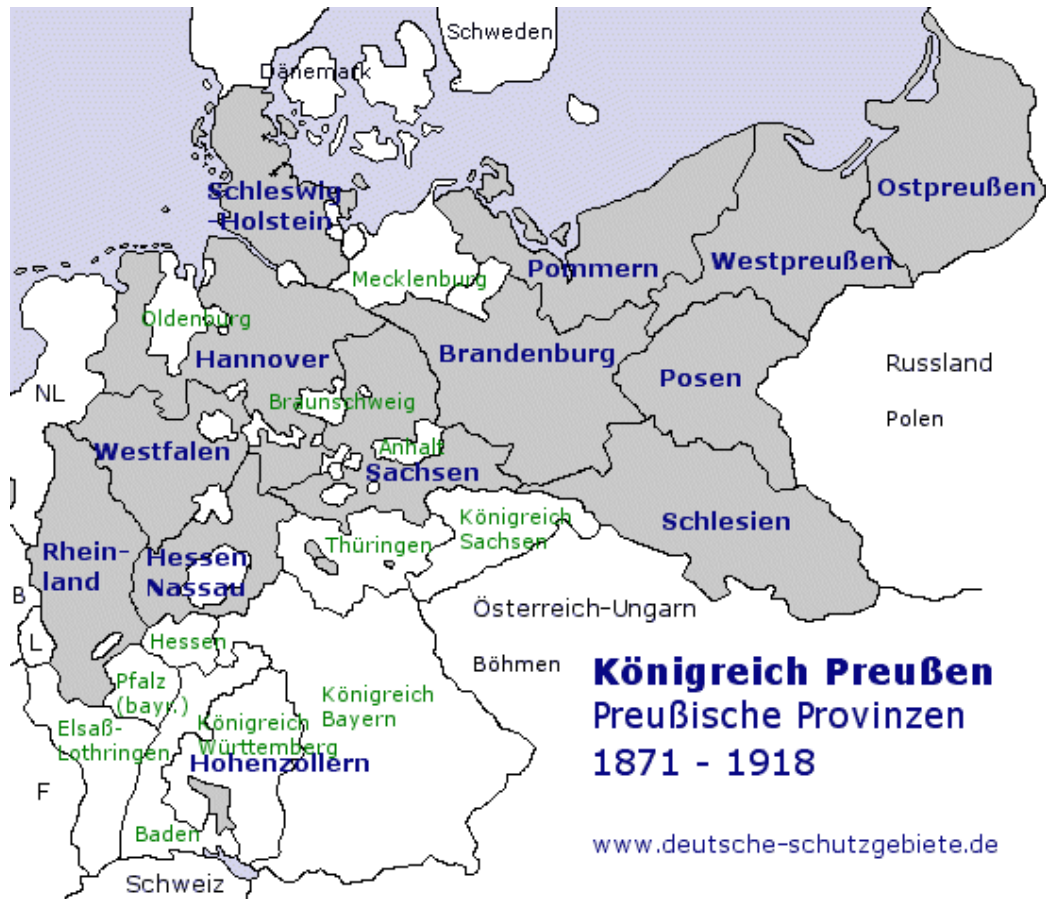 Schweden
Dänemark
Schleswig
-Holstein
Ostpreußen
Westpreußen
Pommern
Mecklenburg
Oldenburg
Hannover
Brandenburg
Posen
Russland
Polen
NL
Braunschweig
Anhalt
Westfalen
Sachsen
Königreich
Sachsen
Schlesien
Thüringen
Rhein-
land
Hessen
Nassau
B
L
Österreich-Ungarn
Böhmen
Hessen
Pfalz
(bayr.)
Elsaß-
Lothringen
Königreich
Württemberg
Königreich
Bayern
Hohenzollern
F
Baden
Schweiz
Königreich Preußen
Preußische Provinzen
1871 - 1918
www.deutsche-schutzgebiete.de